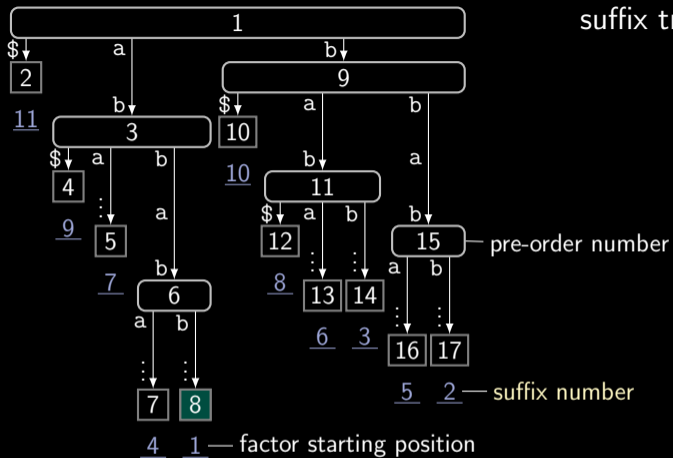 suffix tr
1
$ a b
2 9
11 b $ a b
3 10
$ a b b a
4 10 11
9 5 a $ a b b
7 b 12 15 pre-order number
6 8 13 14 a b
a b 6 3 16 17
7 8 5 2 suffix number
4 1 factor starting position